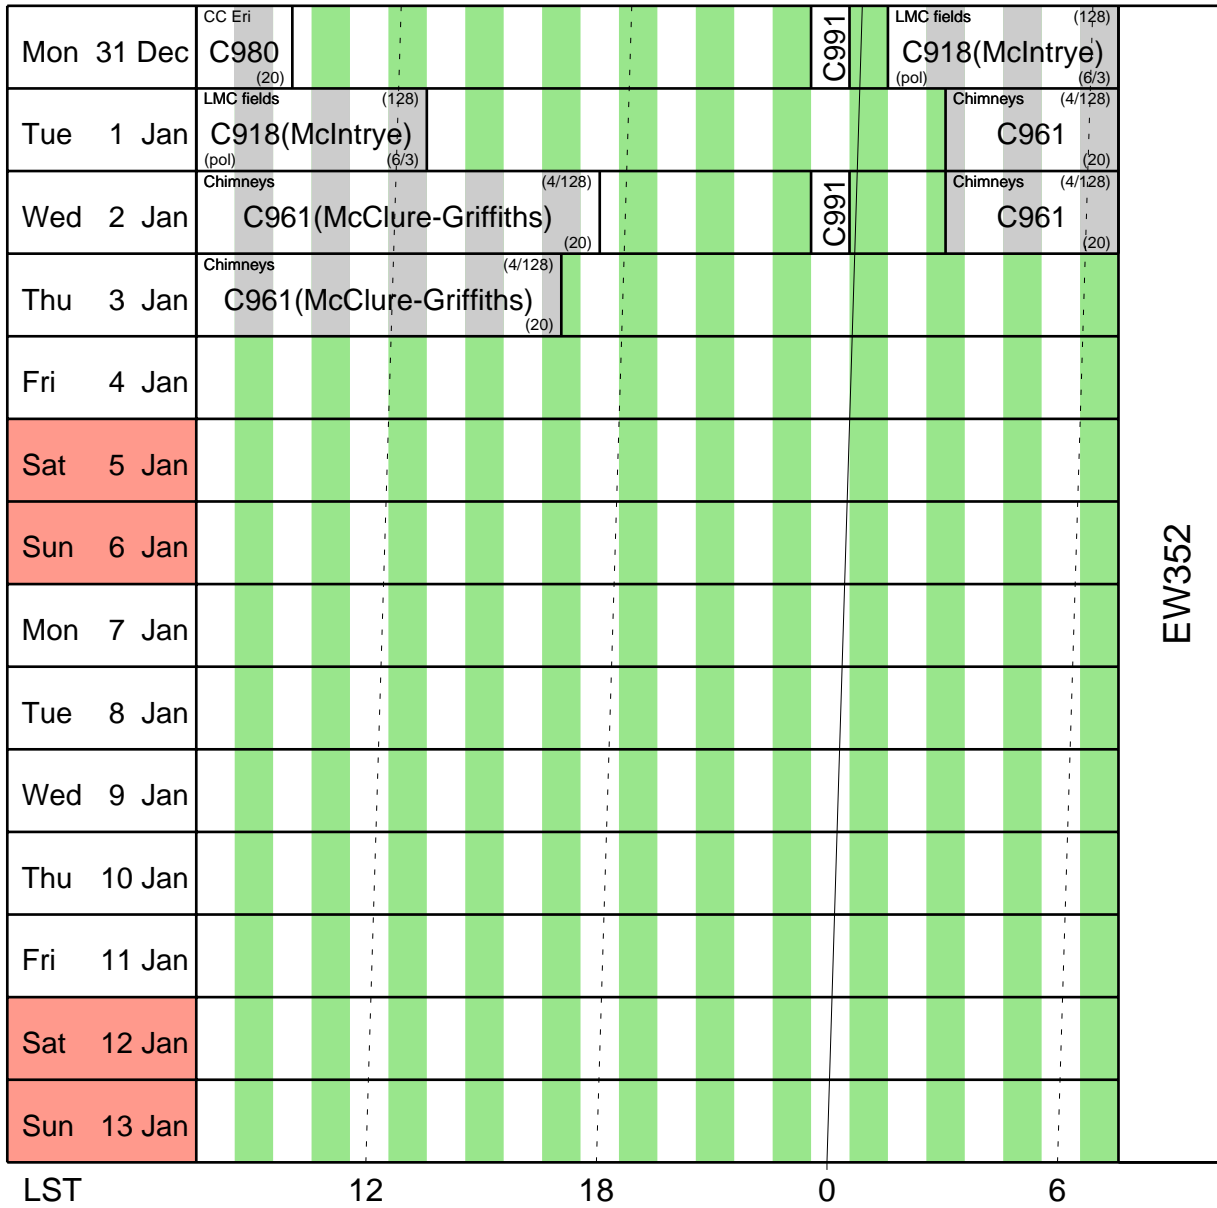 Mon 31 Dec
CC Eri
C980
(20)
C991
LMC fields (128)
C918(McIntrye)
(pol) (6/3)
Tue 1 Jan
LMC fields (128)
C918(McIntrye)
(pol) (6/3)
Chimneys (4/128)
C961
(20)
Wed 2 Jan
Chimneys (4/128)
C961(McClure-Griffiths)
(20)
C991
Chimneys (4/128)
C961
(20)
Thu 3 Jan
Chimneys (4/128)
C961(McClure-Griffiths)
(20)
Fri 4 Jan
Sat 5 Jan
Sun 6 Jan
Mon 7 Jan
Tue 8 Jan
Wed 9 Jan
Thu 10 Jan
Fri 11 Jan
Sat 12 Jan
Sun 13 Jan
EW352
LST 12 18 0 6